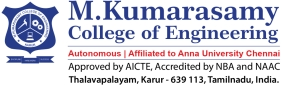 M.Kumarasamy
College of Engineering
Autonomous | Affiliated to Anna University Chennai
Approved by AICTE, Accredited by NBA and NAAC
Thalavapalayam, Karur - 639 113, Tamilnadu, India.